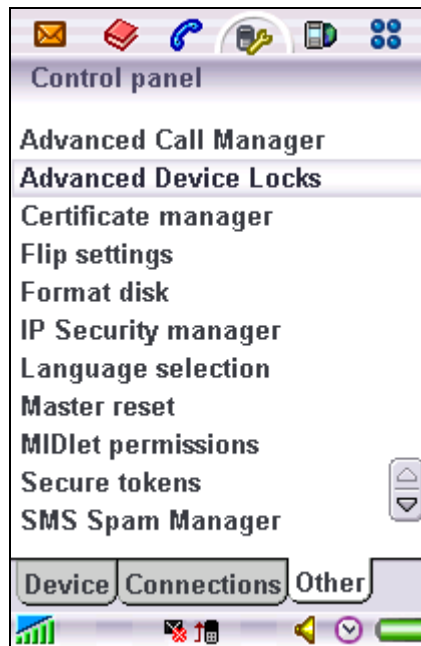 Control panel
Advanced Call Manager
Advanced Device Locks
Certificate manager
Flip settings
Format disk
IP Security manager
Language selection
Master reset
MIDlet permissions
Secure tokens
SMS Spam Manager
Device Connections Other